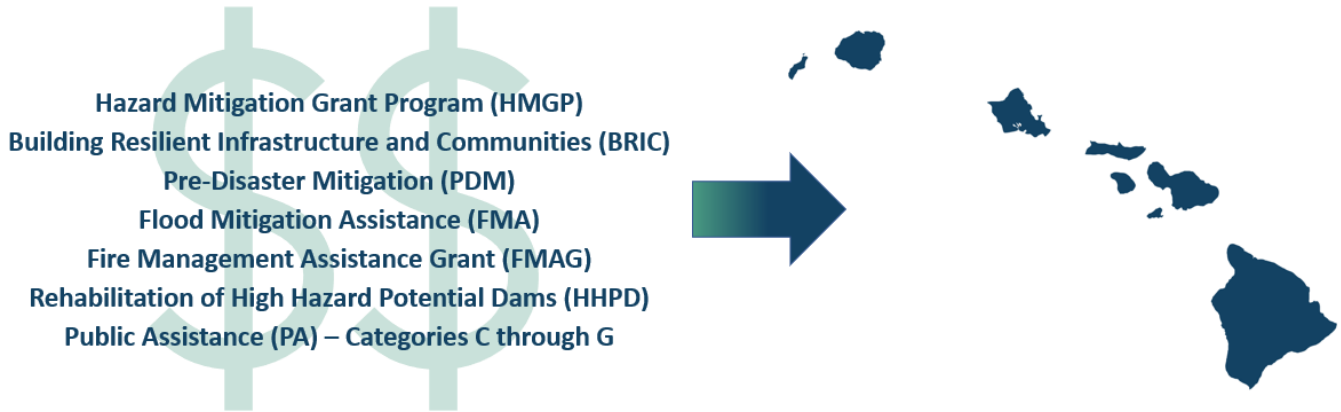 Hazard Mitigation Grant Program (HMGP)
Building Resilient Infrastructure and Communities (BRIC)
Pre-Disaster Mitigation (PDM)
Flood Mitigation Assistance (FMA)
Fire Management Assistance Grant (FMAG)
Rehabilitation of High Hazard Potential Dams (HHPD)
Public Assistance (PA) – Categories C through G